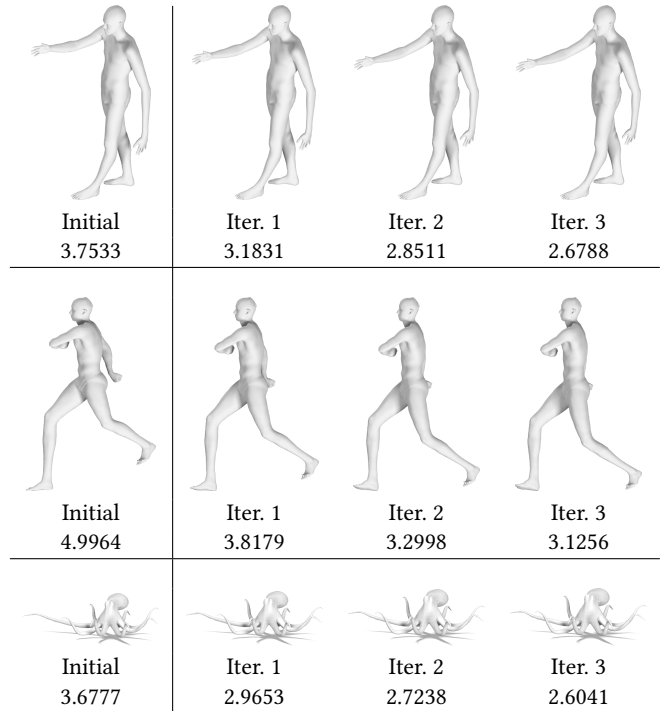 Initial Iter. 1 Iter. 2 Iter. 3
3.7533 3.1831 2.8511 2.6788
Initial Iter. 1 Iter. 2 Iter. 3
4.9964 3.8179 3.2998 3.1256
Initial Iter. 1 Iter. 2 Iter. 3
3.6777 2.9653 2.7238 2.6041